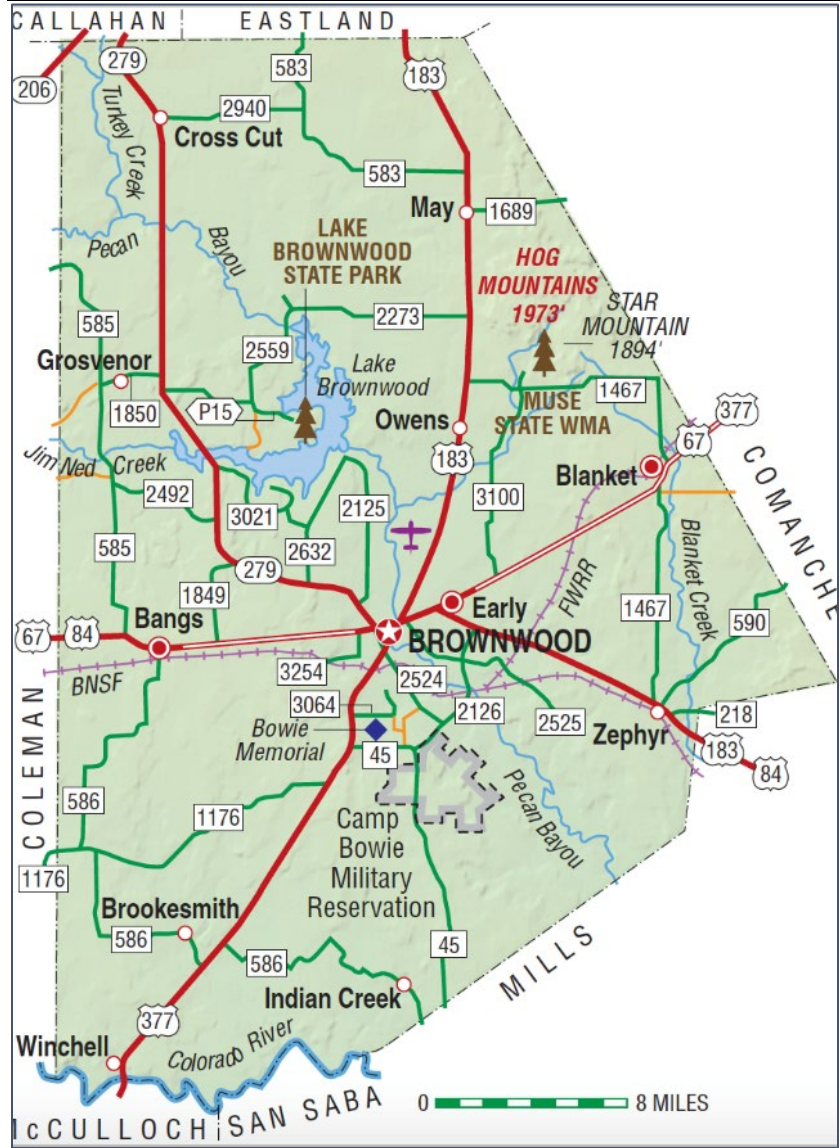 CALLAHAN
EASTLAND
206
279
583
183
Turkey Creek
2940
Cross Cut
583
May
1689
Pecan
Bayou
LAKE
BROWNWOOD
STATE PARK
HOG
MOUNTAINS
1973'
STAR
MOUNTAIN
1894'
585
2273
2559
Grosvenor
Lake
Brownwood
1850
P15
1467
377
MUSE
STATE WMA
Owens
67
Jim Ned Creek
183
Blanket
COMANCHE
2492
3021
2125
3100
585
2632
279
FWRR
Blanket Creek
1849
1467
590
Bangs
Early
67
84
BROWNWOOD
BNSF
3254
2524
3064
2126
2525
218
Bowie
Memorial
Zephyr
45
183
84
COLEMAN
586
Pecan Bayou
1176
Camp
Bowie
Military
Reservation
1176
Brookesmith
586
586
45
MILLS
Indian Creek
377
Winchell
Colorado River
McCULLOCH
SAN SABA
0
8 MILES